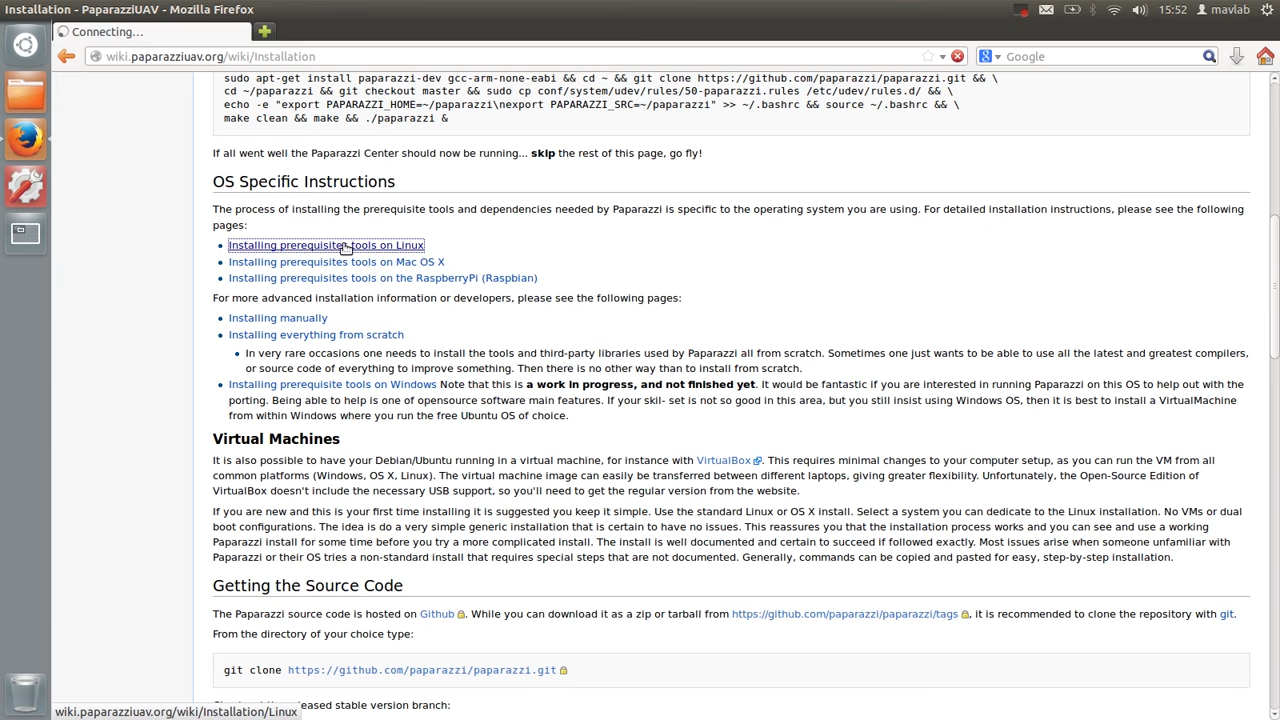 Installation - PaparazziUAV - Mozilla Firefox
15:52 mavlab
Connecting...
wiki.paparazziuav.org/wiki/Installation
Google
sudo apt-get install paparazzi-dev gcc-arm-none-eabi && cd ~ && git clone https://github.com/paparazzi/paparazzi.git && \
cd ~/paparazzi && git checkout master && sudo cp conf/system/udev/rules/50-paparazzi.rules /etc/udev/rules.d/ && \
echo -e "export PAPARAZZI_HOME=~/paparazzi\nexport PAPARAZZI_SRC=~/paparazzi" >> ~/.bashrc && source ~/.bashrc && \
make clean && make && ./paparazzi &
If all went well the Paparazzi Center should now be running... skip the rest of this page, go fly!
OS Specific Instructions
The process of installing the prerequisite tools and dependencies needed by Paparazzi is specific to the operating system you are using. For detailed installation instructions, please see the following
pages:
Installing prerequisites tools on Linux
Installing prerequisites tools on Mac OS X
Installing prerequisites tools on the RaspberryPi (Raspbian)
For more advanced installation information or developers, please see the following pages:
Installing manually
Installing everything from scratch
In very rare occasions one needs to install the tools and third-party libraries used by Paparazzi all from scratch. Sometimes one just wants to be able to use all the latest and greatest compilers,
or source code of everything to improve something. Then there is no other way than to install from scratch.
Installing prerequisite tools on Windows Note that this is a work in progress, and not finished yet. It would be fantastic if you are interested in running Paparazzi on this OS to help out with the
porting. Being able to help is one of opensource software main features. If your skil- set is not so good in this area, but you still insist using Windows OS, then it is best to install a VirtualMachine
from within Windows where you run the free Ubuntu OS of choice.
Virtual Machines
It is also possible to have your Debian/Ubuntu running in a virtual machine, for instance with VirtualBox. This requires minimal changes to your computer setup, as you can run the VM from all
common platforms (Windows, OS X, Linux). The virtual machine image can easily be transferred between different laptops, giving greater flexibility. Unfortunately, the Open-Source Edition of
VirtualBox doesn't include the necessary USB support, so you'll need to get the regular version from the website.
If you are new and this is your first time installing it is suggested you keep it simple. Use the standard Linux or OS X install. Select a system you can dedicate to the Linux installation. No VMs or dual
boot configurations. The idea is do a very simple generic installation that is certain to have no issues. This reassures you that the installation process works and you can see and use a working
Paparazzi install for some time before you try a more complicated install. The install is well documented and certain to succeed if followed exactly. Most issues arise when someone unfamiliar with
Paparazzi or their OS tries a non-standard install that requires special steps that are not documented. Generally, commands can be copied and pasted for easy, step-by-step installation.
Getting the Source Code
The Paparazzi source code is hosted on Github. While you can download it as a zip or tarball from https://github.com/paparazzi/paparazzi/tags, it is recommended to clone the repository with git.
From the directory of your choice type:
git clone https://github.com/paparazzi/paparazzi.git
stable version branch:
wiki.paparazziuav.org/wiki/Installation/Linux